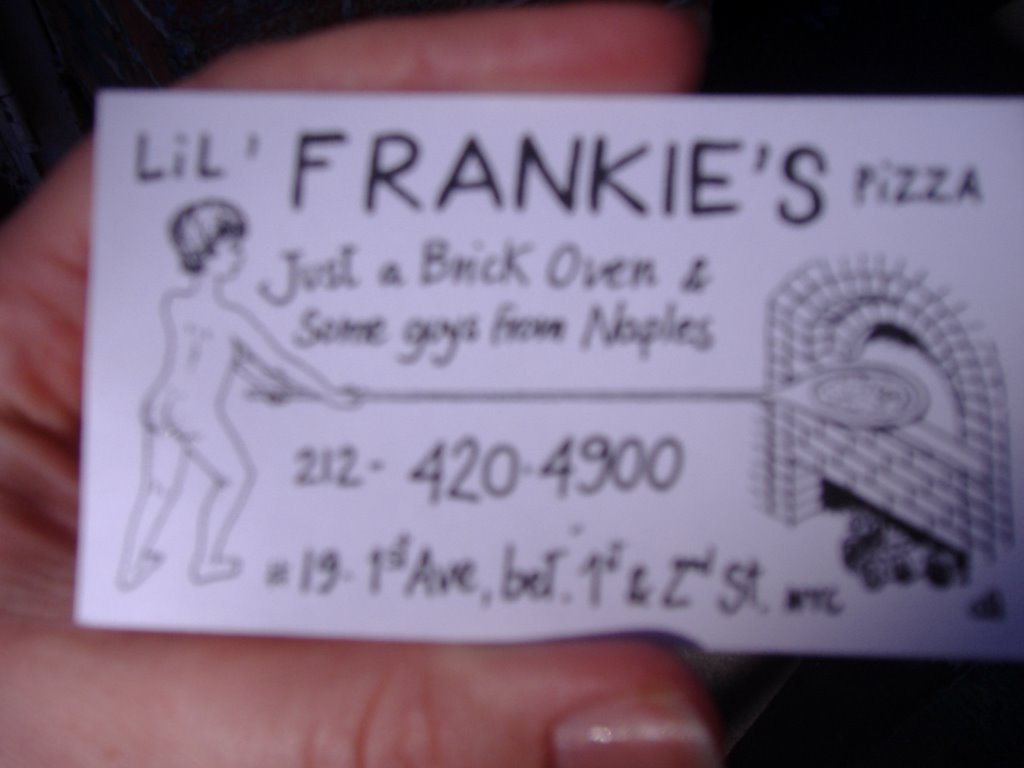 LiL' FRANKIE'S PiZZA
Just a Brick Oven &
Some guys from Naples
212-420-4900
#19-1st Ave, bet. 1st & 2nd St. NYC